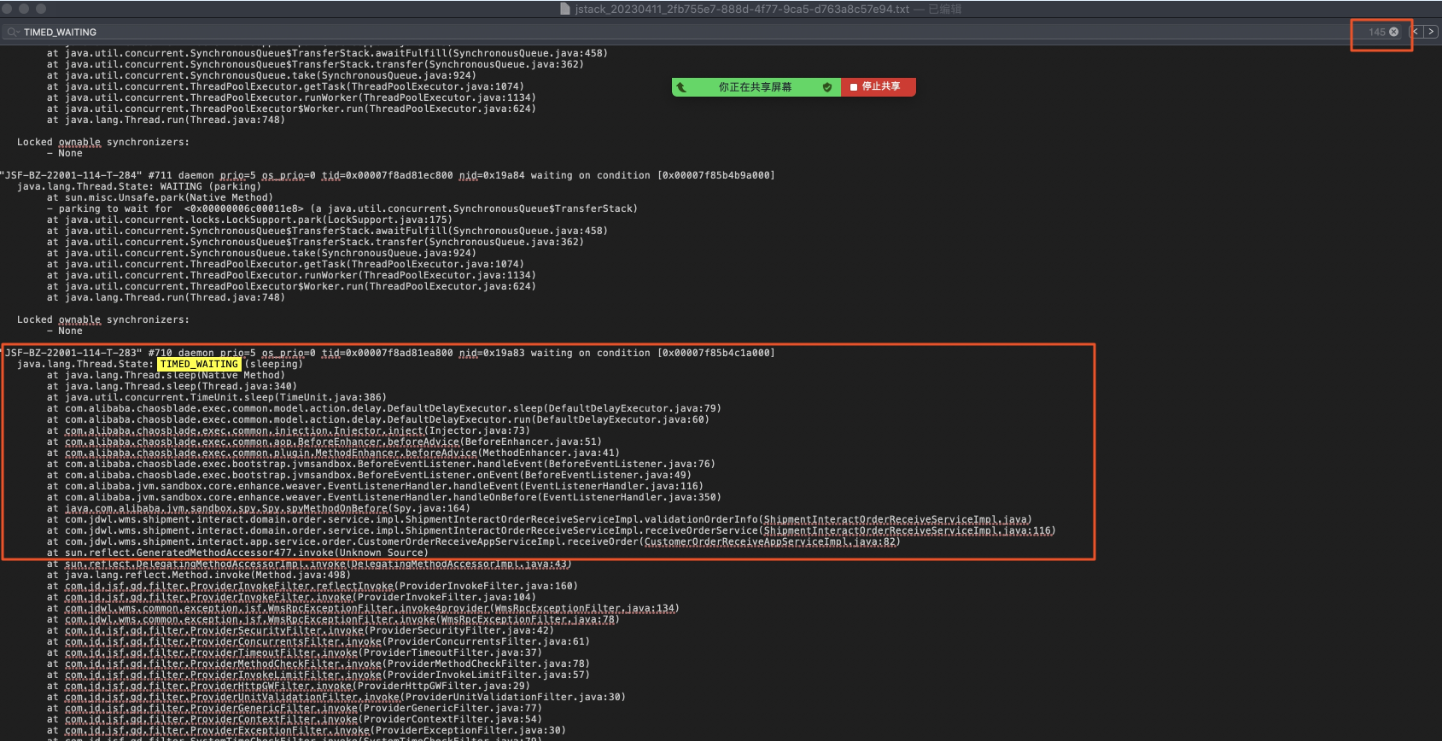 jstack_20230411_2fb755e7-888d-4f77-9ca5-d763a8c57e94.txt — 已编辑
TIMED_WAITING
145
at java.util.concurrent.SynchronousQueue$TransferStack.awaitFulfill(SynchronousQueue.java:458)
at java.util.concurrent.SynchronousQueue$TransferStack.transfer(SynchronousQueue.java:362)
at java.util.concurrent.SynchronousQueue.take(SynchronousQueue.java:924)
at java.util.concurrent.ThreadPoolExecutor.getTask(ThreadPoolExecutor.java:1074)
你正在共享屏幕
停止共享
at java.util.concurrent.ThreadPoolExecutor.runWorker(ThreadPoolExecutor.java:1134)
at java.util.concurrent.ThreadPoolExecutor$Worker.run(ThreadPoolExecutor.java:624)
at java.lang.Thread.run(Thread.java:748)
Locked ownable synchronizers:
- None
"JSF-BZ-22001-114-T-284" #711 daemon prio=5 os_prio=0 tid=0x00007f8ad81ec800 nid=0x19a84 waiting on condition [0x00007f85b4b9a000]
java.lang.Thread.State: WAITING (parking)
at sun.misc.Unsafe.park(Native Method)
- parking to wait for <0x00000006c00011e8> (a java.util.concurrent.SynchronousQueue$TransferStack)
at java.util.concurrent.locks.LockSupport.park(LockSupport.java:175)
at java.util.concurrent.SynchronousQueue$TransferStack.awaitFulfill(SynchronousQueue.java:458)
at java.util.concurrent.SynchronousQueue$TransferStack.transfer(SynchronousQueue.java:362)
at java.util.concurrent.SynchronousQueue.take(SynchronousQueue.java:924)
at java.util.concurrent.ThreadPoolExecutor.getTask(ThreadPoolExecutor.java:1074)
at java.util.concurrent.ThreadPoolExecutor.runWorker(ThreadPoolExecutor.java:1134)
at java.util.concurrent.ThreadPoolExecutor$Worker.run(ThreadPoolExecutor.java:624)
at java.lang.Thread.run(Thread.java:748)
Locked ownable synchronizers:
- None
"JSF-BZ-22001-114-T-283" #710 daemon prio=5 os_prio=0 tid=0x00007f8ad81ea800 nid=0x19a83 waiting on condition [0x00007f85b4c1a000]
java.lang.Thread.State: TIMED_WAITING (sleeping)
at java.lang.Thread.sleep(Native Method)
at java.lang.Thread.sleep(Thread.java:340)
at java.util.concurrent.TimeUnit.sleep(TimeUnit.java:386)
at com.alibaba.chaosblade.exec.common.model.action.delay.DefaultDelayExecutor.sleep(DefaultDelayExecutor.java:79)
at com.alibaba.chaosblade.exec.common.model.action.delay.DefaultDelayExecutor.run(DefaultDelayExecutor.java:60)
at com.alibaba.chaosblade.exec.common.injection.Injector.inject(Injector.java:73)
at com.alibaba.chaosblade.exec.common.aop.BeforeEnhancer.beforeAdvice(BeforeEnhancer.java:51)
at com.alibaba.chaosblade.exec.common.plugin.MethodEnhancer.beforeAdvice(MethodEnhancer.java:41)
at com.alibaba.chaosblade.exec.bootstrap.jvmsandbox.BeforeEventListener.handleEvent(BeforeEventListener.java:76)
at com.alibaba.chaosblade.exec.bootstrap.jvmsandbox.BeforeEventListener.onEvent(BeforeEventListener.java:49)
at com.alibaba.jvm.sandbox.core.enhance.weaver.EventListenerHandler.handleEvent(EventListenerHandler.java:116)
at com.alibaba.jvm.sandbox.core.enhance.weaver.EventListenerHandler.handleOnBefore(EventListenerHandler.java:350)
at java.com.alibaba.jvm.sandbox.spy.Spy.spyMethodOnBefore(Spy.java:164)
at com.jdwl.wms.shipment.interact.domain.order.service.impl.ShipmentInteractOrderReceiveServiceImpl.validationOrderInfo(ShipmentInteractOrderReceiveServiceImpl.java)
at com.jdwl.wms.shipment.interact.domain.order.service.impl.ShipmentInteractOrderReceiveServiceImpl.receiveOrderService(ShipmentInteractOrderReceiveServiceImpl.java:116)
at com.jdwl.wms.shipment.interact.app.service.order.CustomerOrderReceiveAppServiceImpl.receiveOrder(CustomerOrderReceiveAppServiceImpl.java:82)
at sun.reflect.GeneratedMethodAccessor477.invoke(Unknown Source)
at sun.reflect.DelegatingMethodAccessorImpl.invoke(DelegatingMethodAccessorImpl.java:43)
at java.lang.reflect.Method.invoke(Method.java:498)
at com.jd.jsf.gd.filter.ProviderInvokeFilter.reflectInvoke(ProviderInvokeFilter.java:160)
at com.jd.jsf.gd.filter.ProviderInvokeFilter.invoke(ProviderInvokeFilter.java:104)
at com.jdwl.wms.common.exception.jsf.WmsRpcExceptionFilter.invoke4provider(WmsRpcExceptionFilter.java:134)
at com.jdwl.wms.common.exception.jsf.WmsRpcExceptionFilter.invoke(WmsRpcExceptionFilter.java:78)
at com.jd.jsf.gd.filter.ProviderSecurityFilter.invoke(ProviderSecurityFilter.java:42)
at com.jd.jsf.gd.filter.ProviderConcurrentsFilter.invoke(ProviderConcurrentsFilter.java:61)
at com.jd.jsf.gd.filter.ProviderTimeoutFilter.invoke(ProviderTimeoutFilter.java:37)
at com.jd.jsf.gd.filter.ProviderMethodCheckFilter.invoke(ProviderMethodCheckFilter.java:78)
at com.jd.jsf.gd.filter.ProviderInvokeLimitFilter.invoke(ProviderInvokeLimitFilter.java:57)
at com.jd.jsf.gd.filter.ProviderHttpGWFilter.invoke(ProviderHttpGWFilter.java:29)
at com.jd.jsf.gd.filter.ProviderUnitValidationFilter.invoke(ProviderUnitValidationFilter.java:30)
at com.jd.jsf.gd.filter.ProviderGenericFilter.invoke(ProviderGenericFilter.java:77)
at com.jd.jsf.gd.filter.ProviderContextFilter.invoke(ProviderContextFilter.java:54)
at com.jd.jsf.gd.filter.ProviderExceptionFilter.invoke(ProviderExceptionFilter.java:30)
at com.jd.jsf.gd.filter.SystemTimeCheckFilter.invoke(SystemTimeCheckFilter.java:79)